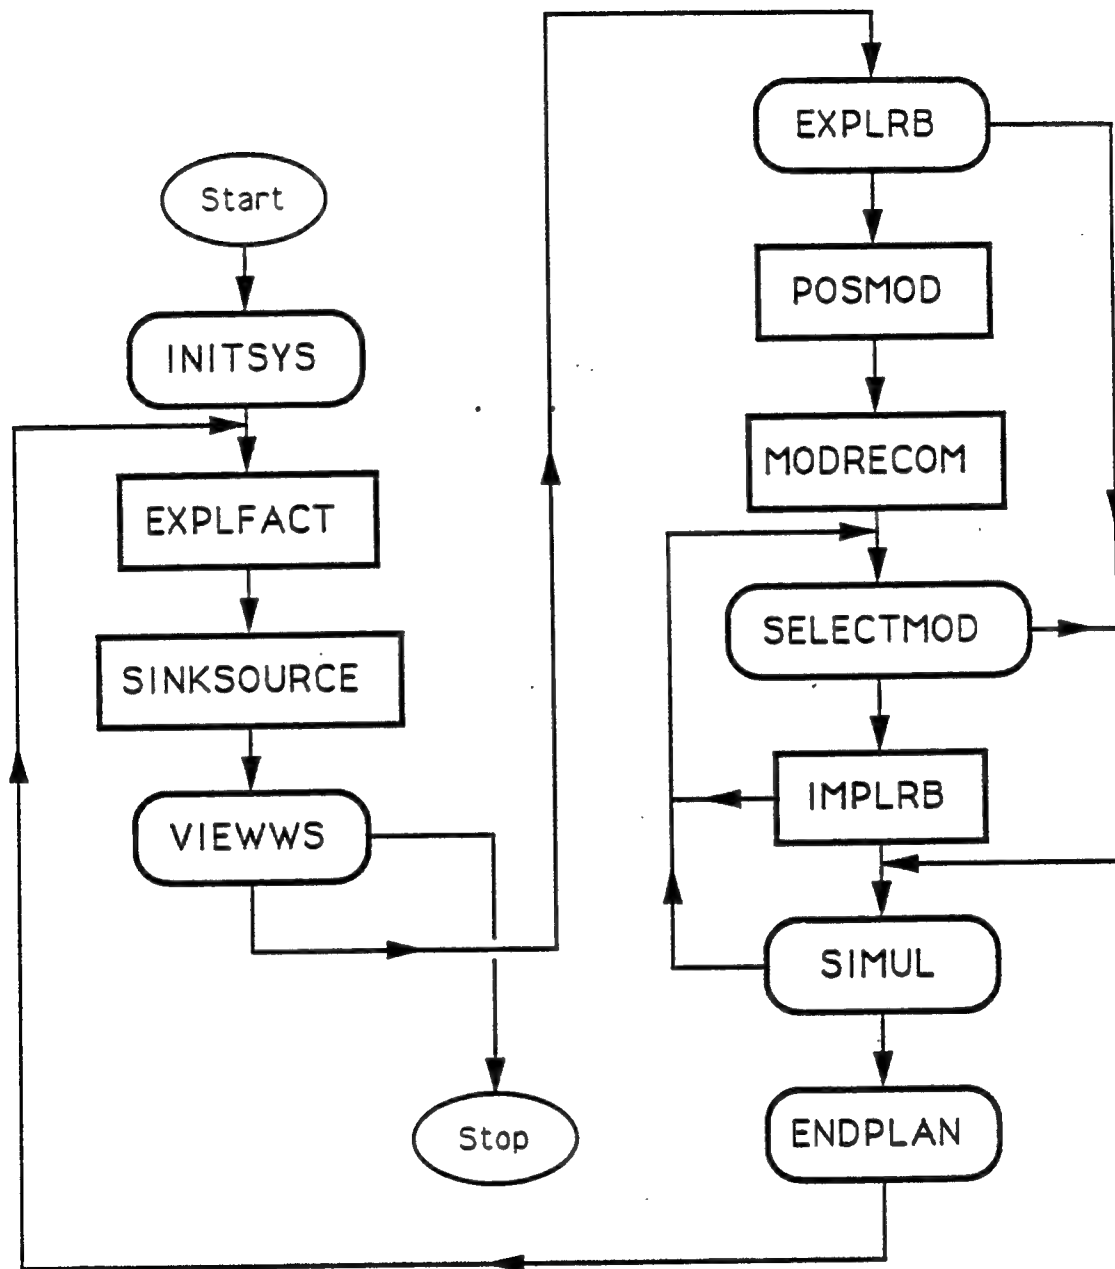 Start
INITSYS
EXPLFACT
SINKSOURCE
VIEWWS
Stop
EXPLRB
POSMOD
MODRECOM
SELECTMOD
IMPLRB
SIMUL
ENDPLAN